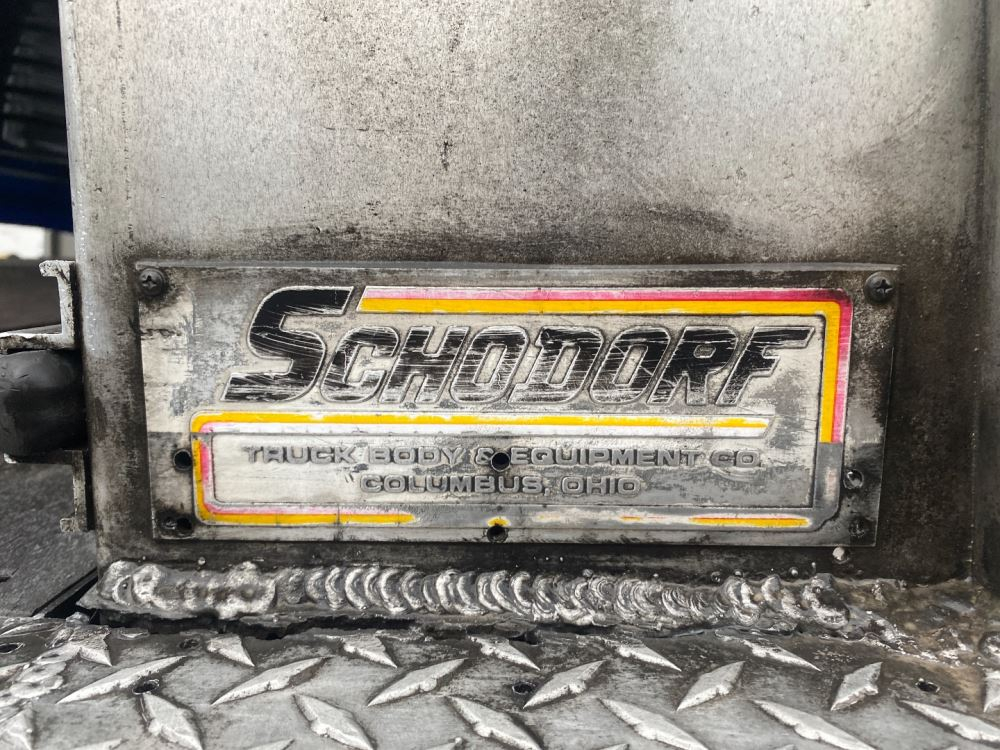 SCHODORF
TRUCK BODY & EQUIPMENT CO.
COLUMBUS, OHIO